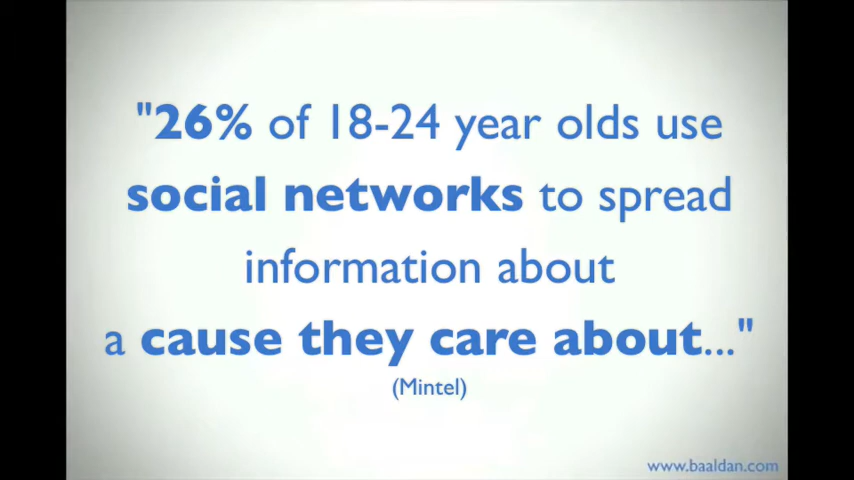 "26% of 18-24 year olds use
social networks to spread
information about
a cause they care about..."
(Mintel)
www.baaldan.com